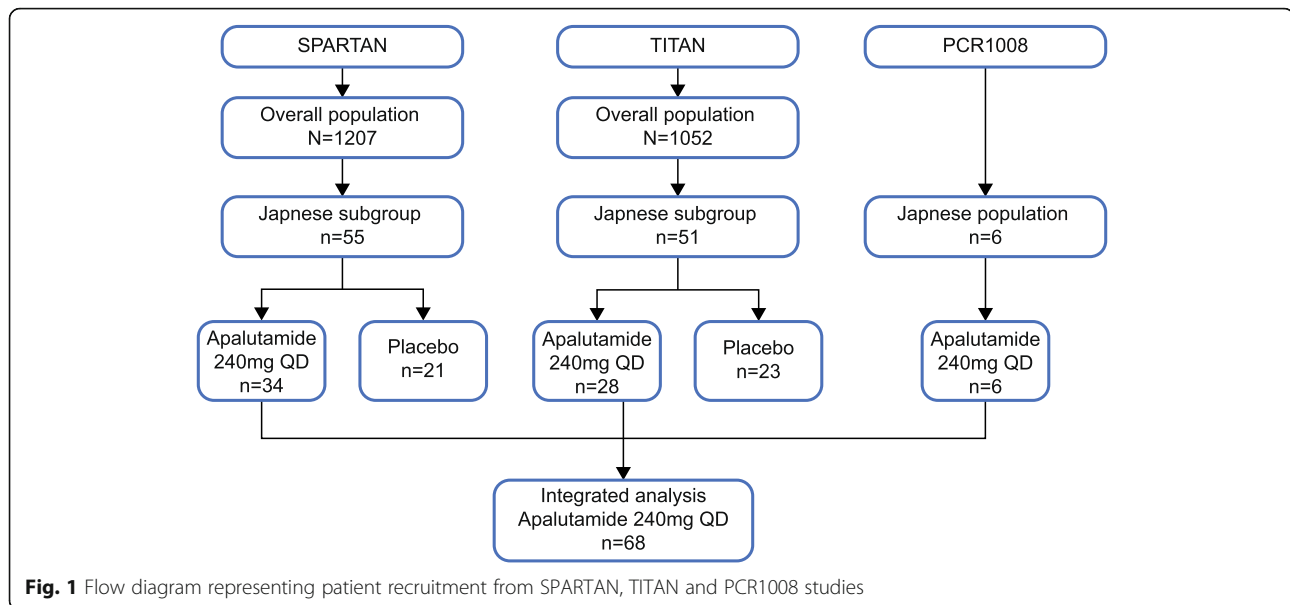 SPARTAN
TITAN
PCR1008
Overall population
N=1207
Overall population
N=1052
Japnese subgroup
n=55
Japnese subgroup
n=51
Japnese population
n=6
Apalutamide
240mg QD
n=34
Placebo
n=21
Apalutamide
240mg QD
n=28
Placebo
n=23
Apalutamide
240mg QD
n=6
Integrated analysis
Apalutamide 240mg QD
n=68
Fig. 1 Flow diagram representing patient recruitment from SPARTAN, TITAN and PCR1008 studies